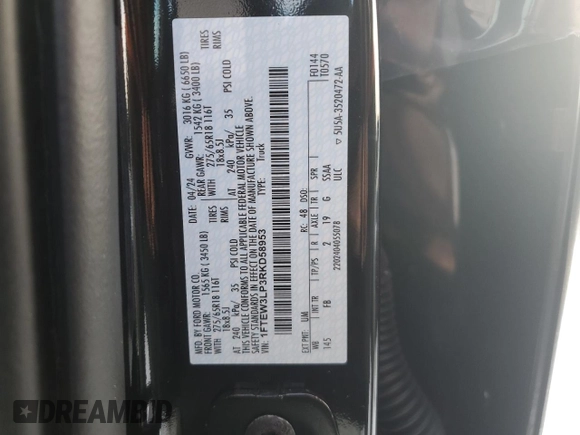 MFD. BY FORD MOTOR CO.
DATE: 04/24 GVWR: 3016 KG ( 6650 LB)
FRONT GAWR: 1565 KG ( 3450 LB) REAR GAWR: 1542 KG ( 3400 LB)
WITH 275/65R18 116T TIRES WITH 275/65R18 116T TIRES
18x8.5J RIMS 18x8.5J RIMS
AT 240 kPa/ 35 PSI COLD AT 240 kPa/ 35 PSI COLD
THIS VEHICLE CONFORMS TO ALL APPLICABLE FEDERAL MOTOR VEHICLE
SAFETY STANDARDS IN EFFECT ON THE DATE OF MANUFACTURE SHOWN ABOVE.
VIN: 1FTEW3LP3RKD58953
TYPE: Truck
F0144
T0570
EXT PNT: UM RC: 48 DSO:
WB INT TR TP/PS R AXLE TR SPR
145 FB 2 19 G S5AA
ULC
2202404055078
▽ SU5A-3520472-AA
DREAMBID